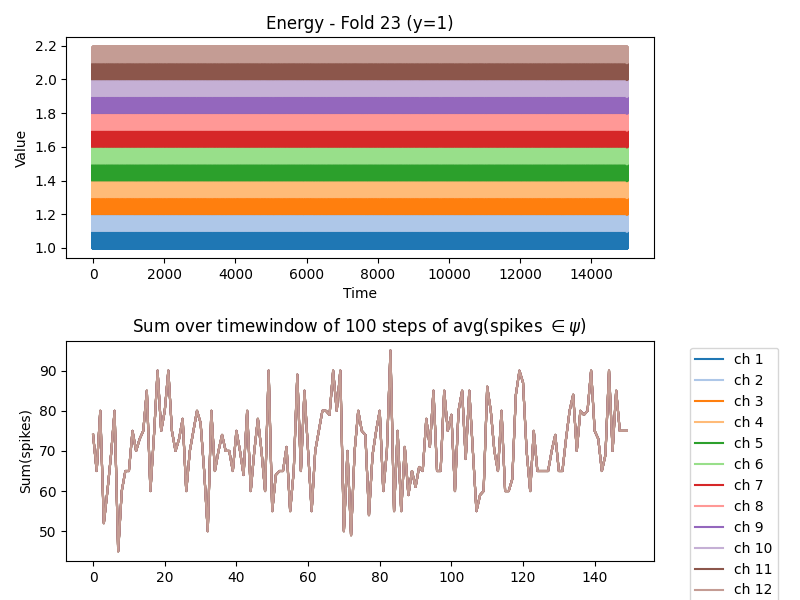 Energy - Fold 23 (y=1)
2.2
2.0
1.8
1.6
1.4
1.2
1.0
Value
0 2000 4000 6000 8000 10000 12000 14000
Time
Sum over timewindow of 100 steps of avg(spikes ∈ ψ)
90
80
70
60
50
Sum(spikes)
0 20 40 60 80 100 120 140
ch 1
ch 2
ch 3
ch 4
ch 5
ch 6
ch 7
ch 8
ch 9
ch 10
ch 11
ch 12